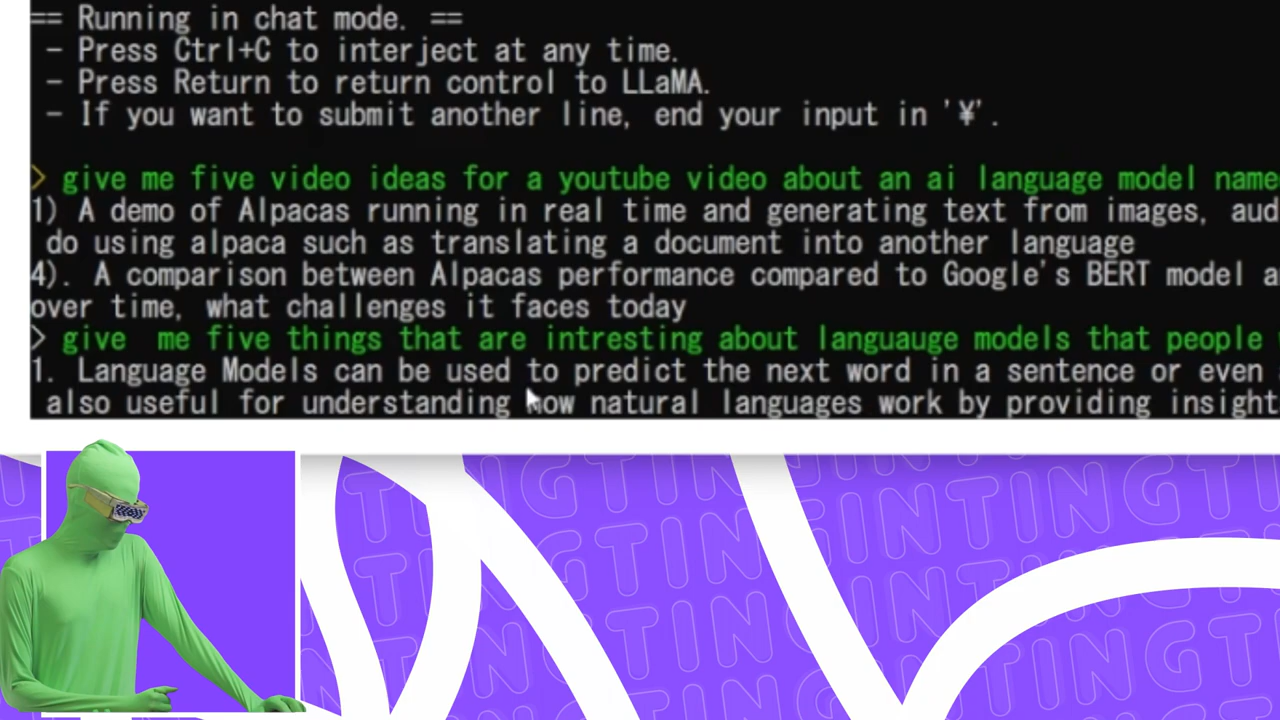 == Running in chat mode. ==
- Press Ctrl+C to interject at any time.
- Press Return to return control to LLaMA.
- If you want to submit another line, end your input in '¥'.
> give me five video ideas for a youtube video about an ai language model name
1) A demo of Alpacas running in real time and generating text from images, aud
do using alpaca such as translating a document into another language
4). A comparison between Alpacas performance compared to Google's BERT model a
over time, what challenges it faces today
> give  me five things that are intresting about languauge models that people
1. Language Models can be used to predict the next word in a sentence or even
also useful for understanding how natural languages work by providing insight
TINGTINGTING
TINGTINGTING
TINGTINGTING